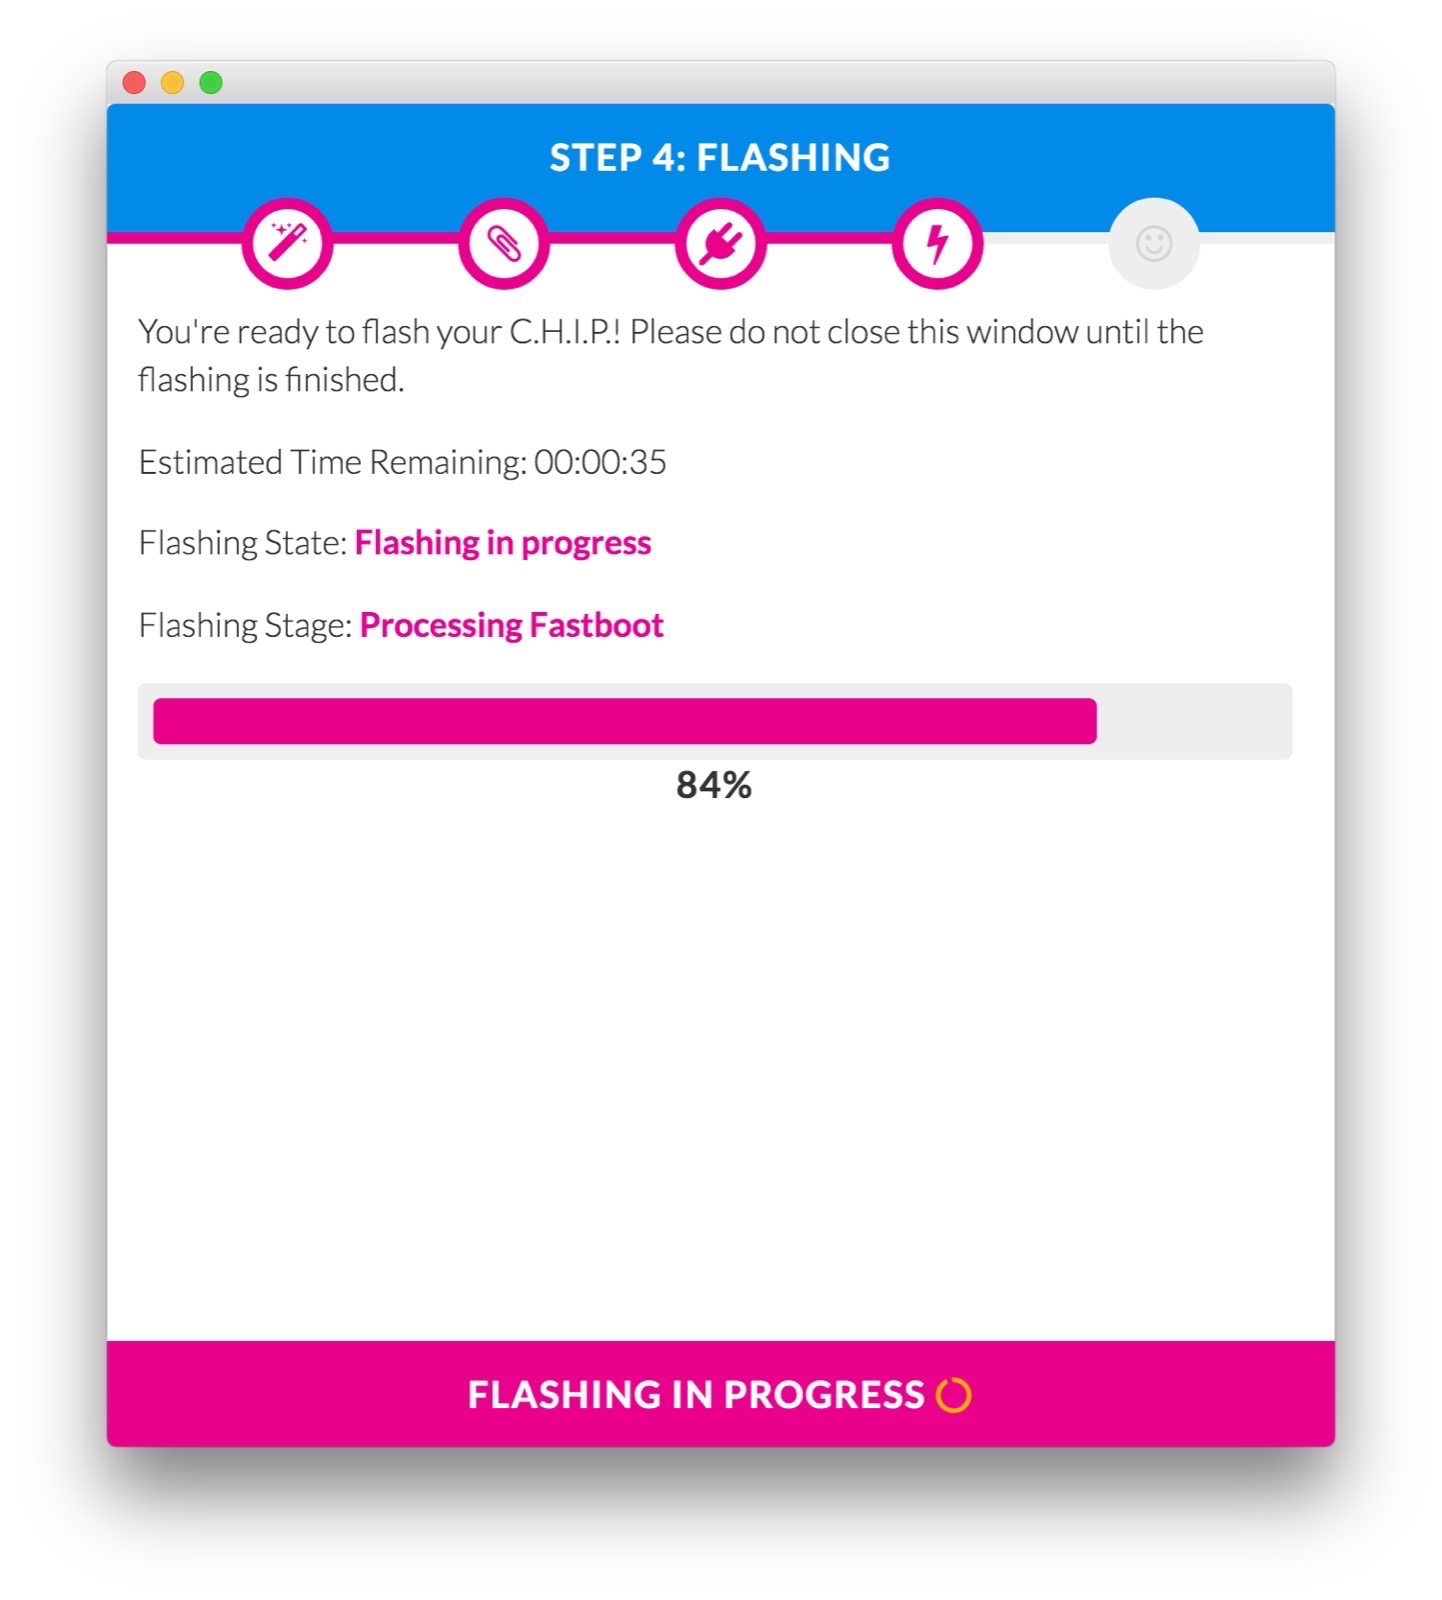 STEP 4: FLASHING
You're ready to flash your C.H.I.P.! Please do not close this window until the
flashing is finished.
Estimated Time Remaining: 00:00:35
Flashing State: Flashing in progress
Flashing Stage: Processing Fastboot
84%
FLASHING IN PROGRESS